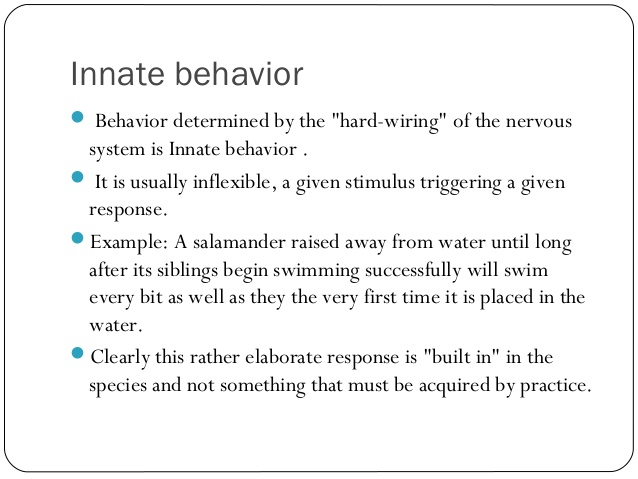 Innate behavior
Behavior determined by the "hard-wiring" of the nervous
system is Innate behavior .
It is usually inflexible, a given stimulus triggering a given
response.
Example: A salamander raised away from water until long
after its siblings begin swimming successfully will swim
every bit as well as they the very first time it is placed in the
water.
Clearly this rather elaborate response is "built in" in the
species and not something that must be acquired by practice.